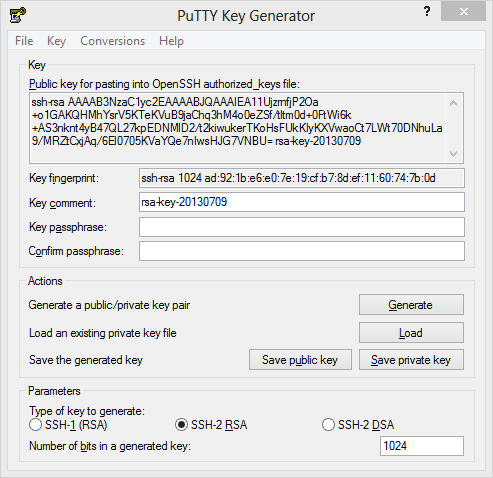 PuTTY Key Generator
?
File Key Conversions Help
Key
Public key for pasting into OpenSSH authorized_keys file:
ssh-rsa AAAAB3NzaC1yc2EAAAABJQAAAIEA11UjzmfjP2Oa
+o1GAKQHMhYsrV5KTeKVuB9jaChq3hM4o0eZSf/tltm0d+0FtWi6k
+AS3nknt4yB47QL27kpEDNMID2/t2kiwukerTKoHsFUkKlyKXVwaoCt7LWt70DNhuLa
9/MRZtCxjAq/6EI0705KVaYQe7nIwsHJG7VNBU= rsa-key-20130709
Key fingerprint: ssh-rsa 1024 ad:92:1b:e6:e0:7e:19:cf:b7:8d:ef:11:60:74:7b:0d
Key comment: rsa-key-20130709
Key passphrase:
Confirm passphrase:
Actions
Generate a public/private key pair Generate
Load an existing private key file Load
Save the generated key Save public key Save private key
Parameters
Type of key to generate:
SSH-1 (RSA) SSH-2 RSA SSH-2 DSA
Number of bits in a generated key: 1024